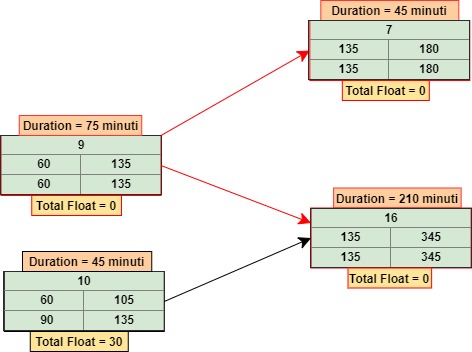 Duration = 45 minuti
7
135 180
135 180
Total Float = 0
Duration = 75 minuti
9
60 135
60 135
Total Float = 0
Duration = 210 minuti
16
135 345
135 345
Total Float = 0
Duration = 45 minuti
10
60 105
90 135
Total Float = 30